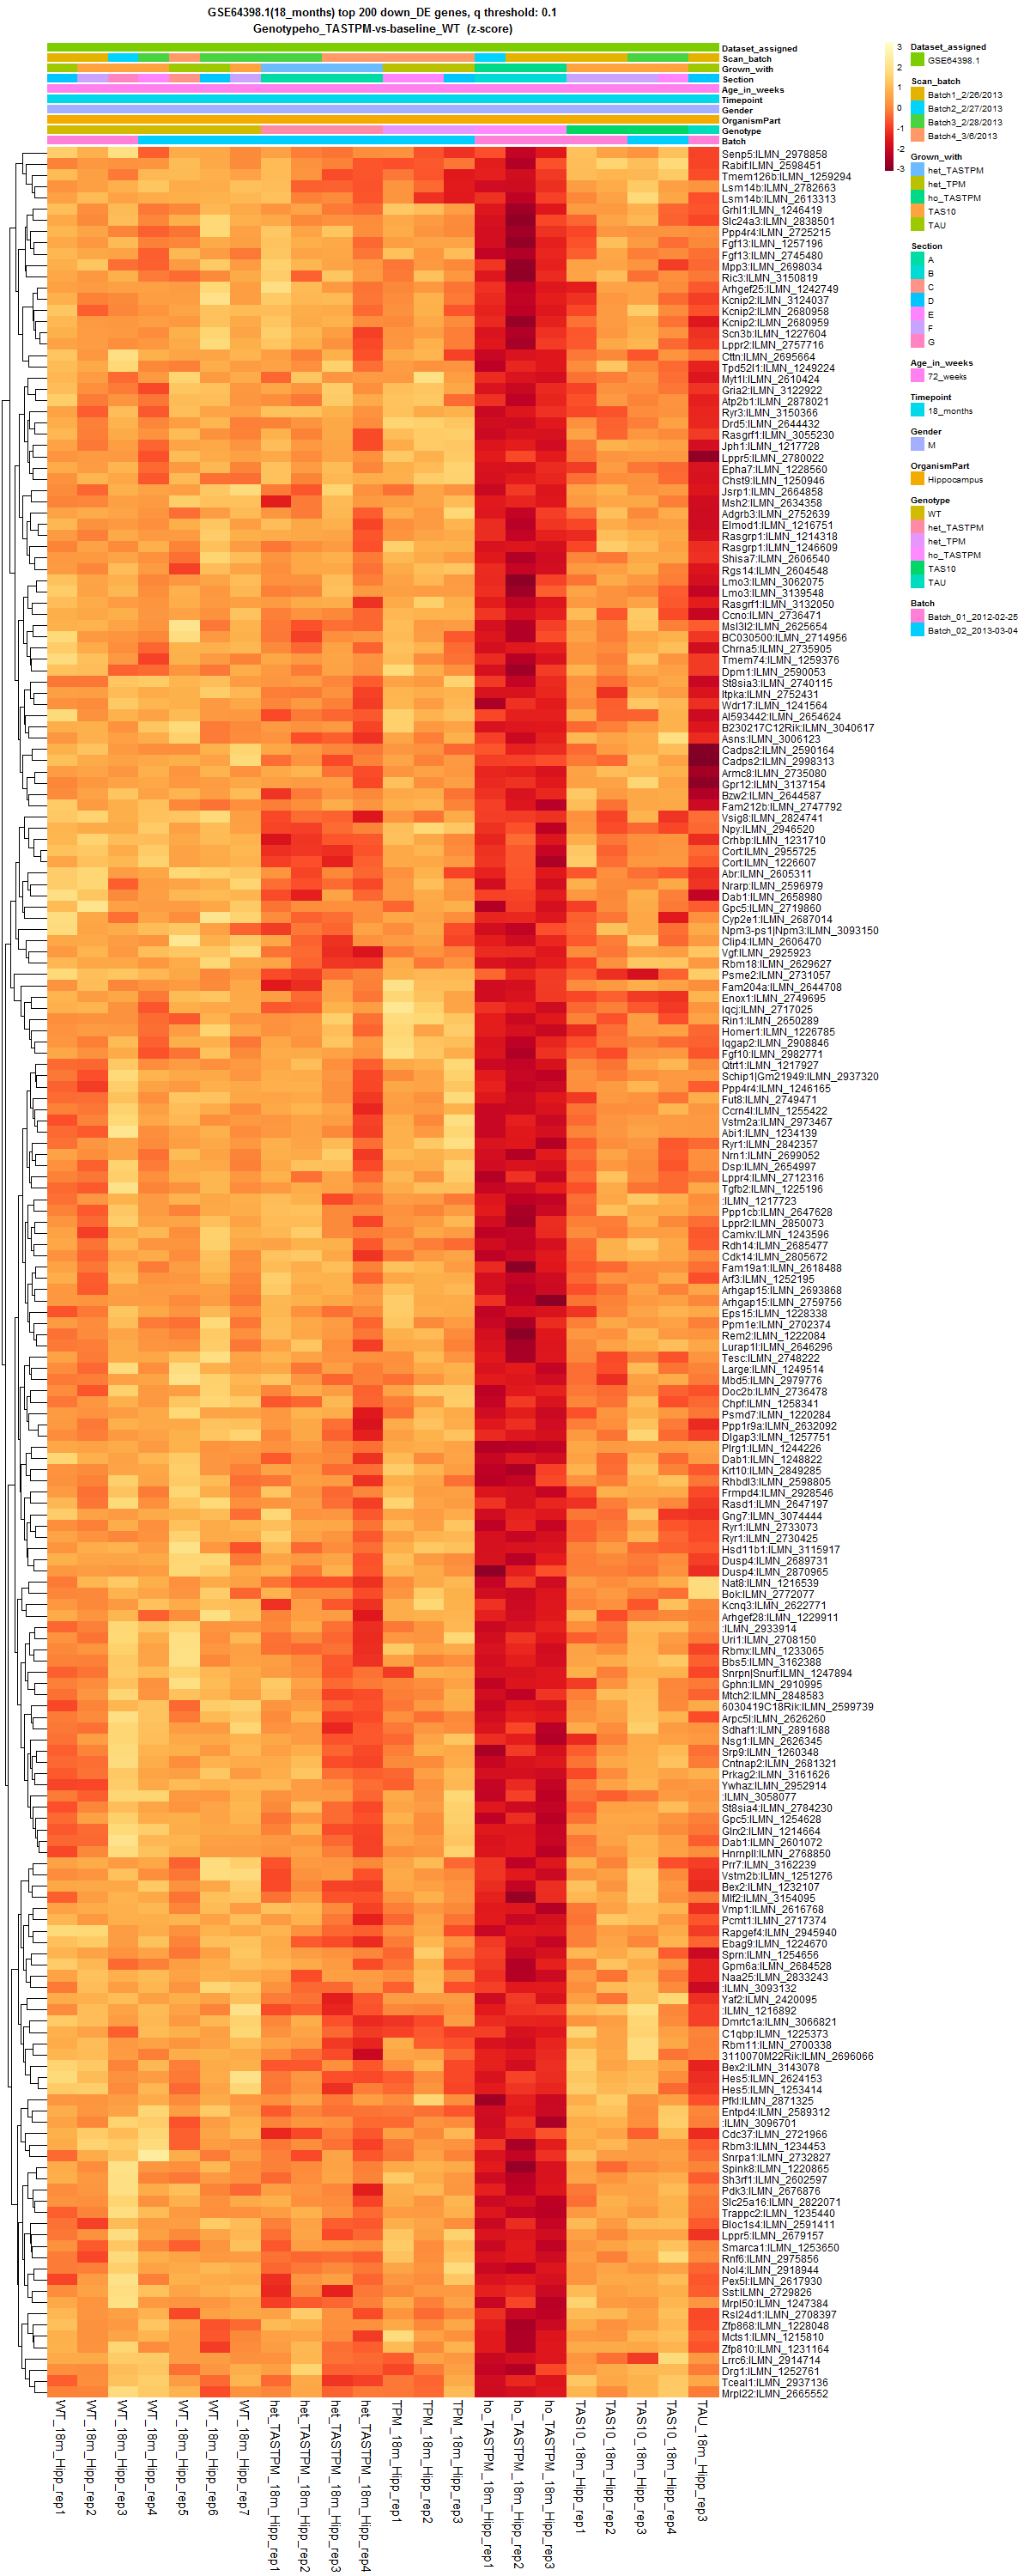 GSE64398.1(18_months) top 200 down_DE genes, q threshold: 0.1
Genotypeho_TASTPM-vs-baseline_WT (z-score)
Dataset_assigned
Scan_batch
Grown_with
Section
Age_in_weeks
Timepoint
Gender
OrganismPart
Genotype
Batch
3
2
1
0
-1
-2
-3
Dataset_assigned
GSE64398.1
Scan_batch
Batch1_2/26/2013
Batch2_2/27/2013
Batch3_2/28/2013
Batch4_3/6/2013
Grown_with
het_TASTPM
het_TPM
ho_TASTPM
TAS10
TAU
Section
A
B
C
D
E
F
G
Age_in_weeks
72_weeks
Timepoint
18_months
Gender
M
OrganismPart
Hippocampus
Genotype
WT
het_TASTPM
het_TPM
ho_TASTPM
TAS10
TAU
Batch
Batch_01_2012-02-25
Batch_02_2013-03-04
Senp5:ILMN_2978858
Rabif:ILMN_2598451
Tmem126b:ILMN_1259294
Lsm14b:ILMN_2782663
Lsm14b:ILMN_2613313
Grhl1:ILMN_1246419
Slc24a3:ILMN_2838501
Ppp4r4:ILMN_2725215
Fgf13:ILMN_1257196
Fgf13:ILMN_2745480
Mpp3:ILMN_2698034
Ric3:ILMN_3150819
Arhgef25:ILMN_1242749
Kcnip2:ILMN_3124037
Kcnip2:ILMN_2680958
Kcnip2:ILMN_2680959
Scn3b:ILMN_1227604
Lppr2:ILMN_2757716
Cttn:ILMN_2695664
Tpd52l1:ILMN_1249224
Myt1l:ILMN_2610424
Gria2:ILMN_3122922
Atp2b1:ILMN_2878021
Ryr3:ILMN_3150366
Drd5:ILMN_2644432
Rasgrf1:ILMN_3055230
Jph1:ILMN_1217728
Lppr5:ILMN_2780022
Epha7:ILMN_1228560
Chst9:ILMN_1250946
Jsrp1:ILMN_2664858
Msh2:ILMN_2634358
Adgrb3:ILMN_2752639
Elmod1:ILMN_1216751
Rasgrp1:ILMN_1214318
Rasgrp1:ILMN_1246609
Shisa7:ILMN_2606540
Rgs14:ILMN_2604548
Lmo3:ILMN_3062075
Lmo3:ILMN_3139548
Rasgrf1:ILMN_3132050
Ccno:ILMN_2736471
Msl3l2:ILMN_2625654
BC030500:ILMN_2714956
Chrna5:ILMN_2735905
Tmem74:ILMN_1259376
Dpm1:ILMN_2590053
St8sia3:ILMN_2740115
Itpka:ILMN_2752431
Wdr17:ILMN_1241564
AI593442:ILMN_2654624
B230217C12Rik:ILMN_3040617
Asns:ILMN_3006123
Cadps2:ILMN_2590164
Cadps2:ILMN_2998313
Armc8:ILMN_2735080
Gpr12:ILMN_3137154
Bzw2:ILMN_2644587
Fam212b:ILMN_2747792
Vsig8:ILMN_2824741
Npy:ILMN_2946520
Crhbp:ILMN_1231710
Cort:ILMN_2955725
Cort:ILMN_1226607
Abr:ILMN_2605311
Nrarp:ILMN_2596979
Dab1:ILMN_2658980
Gpc5:ILMN_2719860
Cyp2e1:ILMN_2687014
Npm3-ps1|Npm3:ILMN_3093150
Clip4:ILMN_2606470
Vgf:ILMN_2925923
Rbm18:ILMN_2629627
Psme2:ILMN_2731057
Fam204a:ILMN_2644708
Enox1:ILMN_2749695
Iqcj:ILMN_2717025
Rin1:ILMN_2650289
Homer1:ILMN_1226785
Iqgap2:ILMN_2908846
Fgf10:ILMN_2982771
Qtrt1:ILMN_1217927
Schip1|Gm21949:ILMN_2937320
Ppp4r4:ILMN_1246165
Fut8:ILMN_2749471
Ccrn4l:ILMN_1255422
Vstm2a:ILMN_2973467
Abi1:ILMN_1234139
Ryr1:ILMN_2842357
Nrn1:ILMN_2699052
Dsp:ILMN_2654997
Lppr4:ILMN_2712316
Tgfb2:ILMN_1225196
:ILMN_1217723
Ppp1cb:ILMN_2647628
Lppr2:ILMN_2850073
Camkv:ILMN_1243596
Rdh14:ILMN_2685477
Cdk14:ILMN_2805672
Fam19a1:ILMN_2618488
Arf3:ILMN_1252195
Arhgap15:ILMN_2693868
Arhgap15:ILMN_2759756
Eps15:ILMN_1228338
Ppm1e:ILMN_2702374
Rem2:ILMN_1222084
Lurap1l:ILMN_2646296
Tesc:ILMN_2748222
Large:ILMN_1249514
Mbd5:ILMN_2979776
Doc2b:ILMN_2736478
Chpf:ILMN_1258341
Psmd7:ILMN_1220284
Ppp1r9a:ILMN_2632092
Dlgap3:ILMN_1257751
Plrg1:ILMN_1244226
Dab1:ILMN_1248822
Krt10:ILMN_2849285
Rhbdl3:ILMN_2598805
Frmpd4:ILMN_2928546
Rasd1:ILMN_2647197
Gng7:ILMN_3074444
Ryr1:ILMN_2733073
Ryr1:ILMN_2730425
Hsd11b1:ILMN_3115917
Dusp4:ILMN_2689731
Dusp4:ILMN_2870965
Nat8:ILMN_1216539
Bok:ILMN_2772077
Kcnq3:ILMN_2622771
Arhgef28:ILMN_1229911
:ILMN_2933914
Uri1:ILMN_2708150
Rbmx:ILMN_1233065
Bbs5:ILMN_3162388
Snrpn|Snurf:ILMN_1247894
Gphn:ILMN_2910995
Mtch2:ILMN_2848583
6030419C18Rik:ILMN_2599739
Arpc5l:ILMN_2626260
Sdhaf1:ILMN_2891688
Nsg1:ILMN_2626345
Srp9:ILMN_1260348
Cntnap2:ILMN_2681321
Prkag2:ILMN_3161626
Ywhaz:ILMN_2952914
:ILMN_3058077
St8sia4:ILMN_2784230
Gpc5:ILMN_1254628
Glrx2:ILMN_1214664
Dab1:ILMN_2601072
Hnrnpll:ILMN_2768850
Prr7:ILMN_3162239
Vstm2b:ILMN_1251276
Bex2:ILMN_1232107
Mlf2:ILMN_3154095
Vmp1:ILMN_2616768
Pcmt1:ILMN_2717374
Rapgef4:ILMN_2945940
Ebag9:ILMN_1224670
Sprn:ILMN_1254656
Gpm6a:ILMN_2684528
Naa25:ILMN_2833243
:ILMN_3093132
Yaf2:ILMN_2420095
:ILMN_1216892
Dmrtc1a:ILMN_3066821
C1qbp:ILMN_1225373
Rbm11:ILMN_2700338
3110070M22Rik:ILMN_2696066
Bex2:ILMN_3143078
Hes5:ILMN_2624153
Hes5:ILMN_1253414
Pfkl:ILMN_2871325
Entpd4:ILMN_2589312
:ILMN_3096701
Cdc37:ILMN_2721966
Rbm3:ILMN_1234453
Snrpa1:ILMN_2732827
Spink8:ILMN_1220865
Sh3rf1:ILMN_2602597
Pdk3:ILMN_2676876
Slc25a16:ILMN_2822071
Trappc2:ILMN_1235440
Bloc1s4:ILMN_2591411
Lppr5:ILMN_2679157
Smarca1:ILMN_1253650
Rnf6:ILMN_2975856
Nol4:ILMN_2918944
Pex5l:ILMN_2617930
Sst:ILMN_2729826
Mrpl50:ILMN_1247384
Rsl24d1:ILMN_2708397
Zfp868:ILMN_1228048
Mcts1:ILMN_1215810
Zfp810:ILMN_1231164
Lrrc6:ILMN_2914714
Drg1:ILMN_1252761
Tceal1:ILMN_2937136
Mrpl22:ILMN_2665552
WT_18m_Hipp_rep1
WT_18m_Hipp_rep2
WT_18m_Hipp_rep3
WT_18m_Hipp_rep4
WT_18m_Hipp_rep5
WT_18m_Hipp_rep6
WT_18m_Hipp_rep7
het_TASTPM_18m_Hipp_rep1
het_TASTPM_18m_Hipp_rep2
het_TASTPM_18m_Hipp_rep3
het_TASTPM_18m_Hipp_rep4
TPM_18m_Hipp_rep1
TPM_18m_Hipp_rep2
TPM_18m_Hipp_rep3
ho_TASTPM_18m_Hipp_rep1
ho_TASTPM_18m_Hipp_rep2
ho_TASTPM_18m_Hipp_rep3
TAS10_18m_Hipp_rep1
TAS10_18m_Hipp_rep2
TAS10_18m_Hipp_rep3
TAS10_18m_Hipp_rep4
TAU_18m_Hipp_rep3